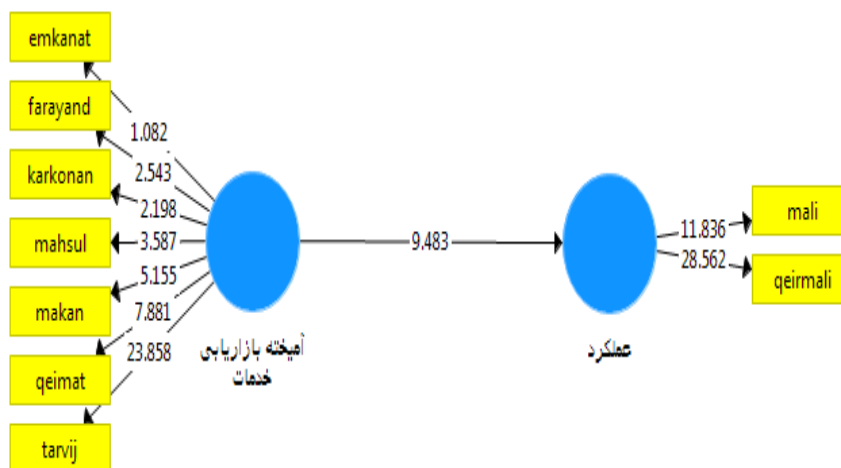 emkanat
farayand
karkonan
mahsul
makan
qeimat
tarvij
1.082
2.543
2.198
3.587
5.155
7.881
23.858
آمیخته بازاریابی
خدمات
9.483
عملکرد
11.836
28.562
mali
qeirmali